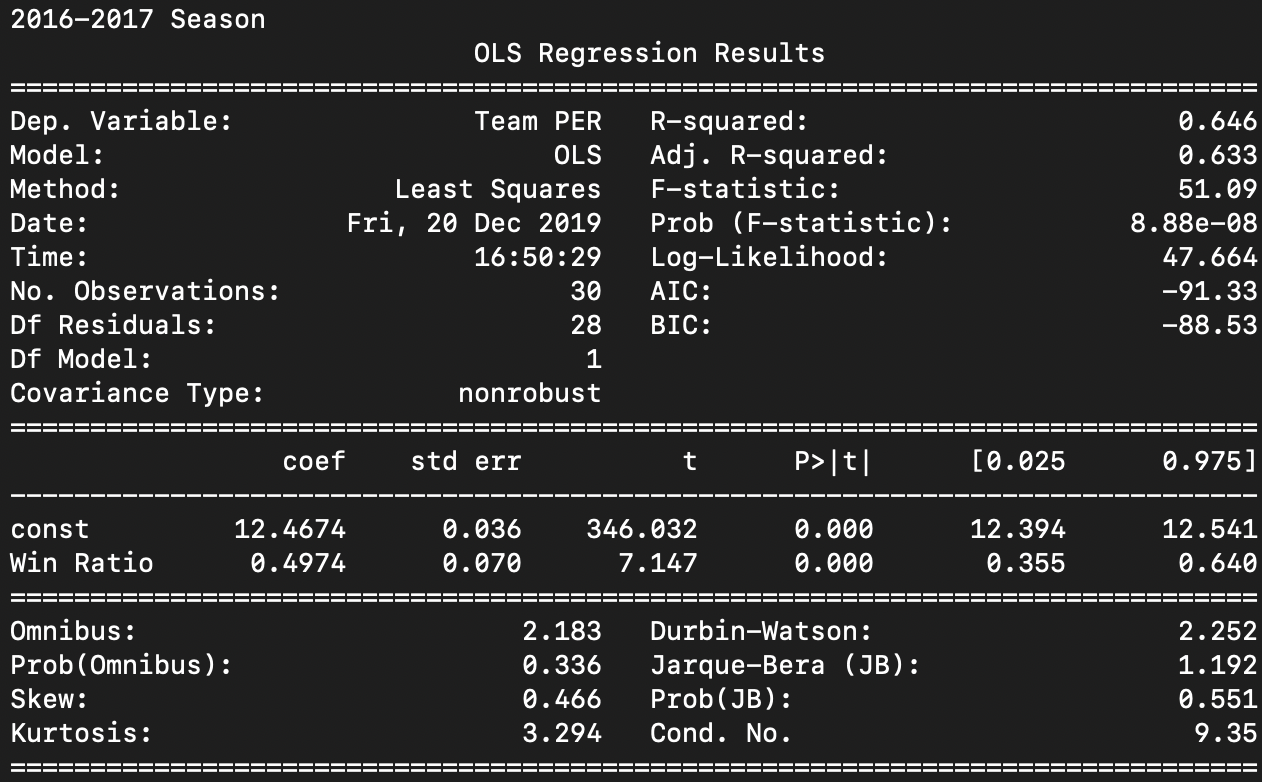 2016-2017 Season
OLS Regression Results
==============================================================================
Dep. Variable: Team PER R-squared: 0.646
Model: OLS Adj. R-squared: 0.633
Method: Least Squares F-statistic: 51.09
Date: Fri, 20 Dec 2019 Prob (F-statistic): 8.88e-08
Time: 16:50:29 Log-Likelihood: 47.664
No. Observations: 30 AIC: -91.33
Df Residuals: 28 BIC: -88.53
Df Model: 1
Covariance Type: nonrobust
==============================================================================
coef std err t P>|t| [0.025 0.975]
------------------------------------------------------------------------------
const 12.4674 0.036 346.032 0.000 12.394 12.541
Win Ratio 0.4974 0.070 7.147 0.000 0.355 0.640
==============================================================================
Omnibus: 2.183 Durbin-Watson: 2.252
Prob(Omnibus): 0.336 Jarque-Bera (JB): 1.192
Skew: 0.466 Prob(JB): 0.551
Kurtosis: 3.294 Cond. No. 9.35
==============================================================================